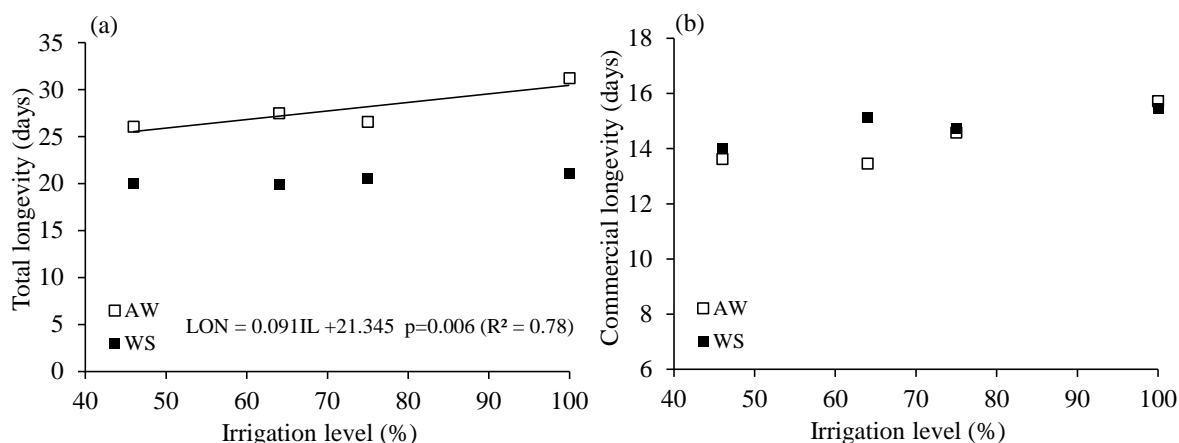 (a)
Total longevity (days)
35
30
25
20
15
10
5
0
AW
WS
LON = 0.091IL +21.345 p=0.006 (R² = 0.78)
40 50 60 70 80 90 100
Irrigation level (%)
(b)
Commercial longevity (days)
18
16
14
12
10
8
6
AW
WS
40 50 60 70 80 90 100
Irrigation level (%)